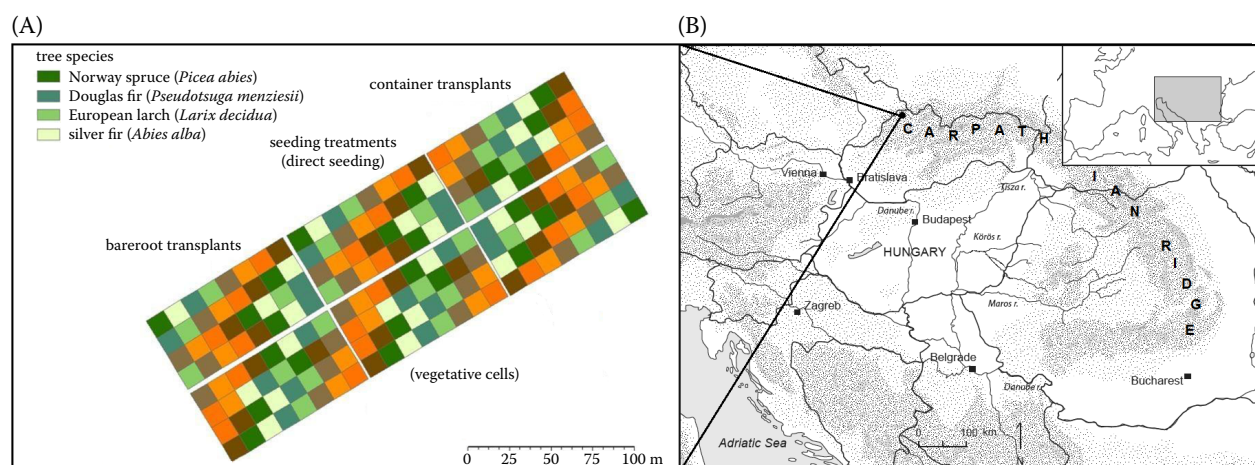 (A)
tree species
Norway spruce (Picea abies)
Douglas fir (Pseudotsuga menziesii)
European larch (Larix decidua)
silver fir (Abies alba)
container transplants
seeding treatments
(direct seeding)
bareroot transplants
(vegetative cells)
0 25 50 75 100 m
(B)
CARPATHIAN RIDGE
Vienna
Bratislava
Tisza r.
Danube r.
Budapest
Körös r.
HUNGARY
Maros r.
Zagreb
Belgrade
Danube r.
Bucharest
Adriatic Sea
0 100 km
N